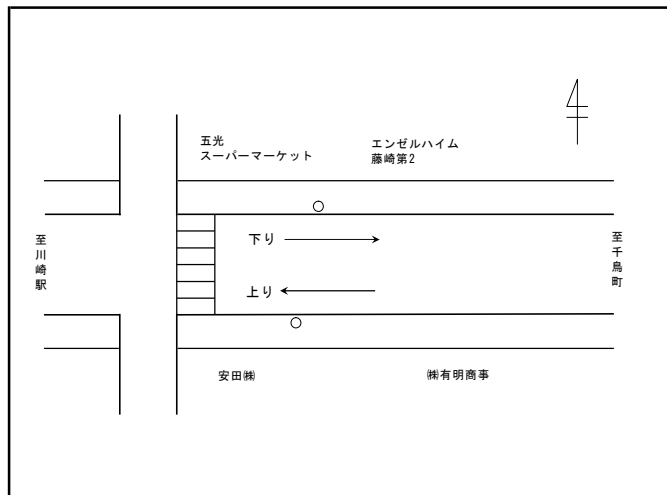 五光
スーパーマーケット
エンゼルハイム
藤崎第2
至川崎駅
下り
上り
至千鳥町
安田㈱
㈱有明商事